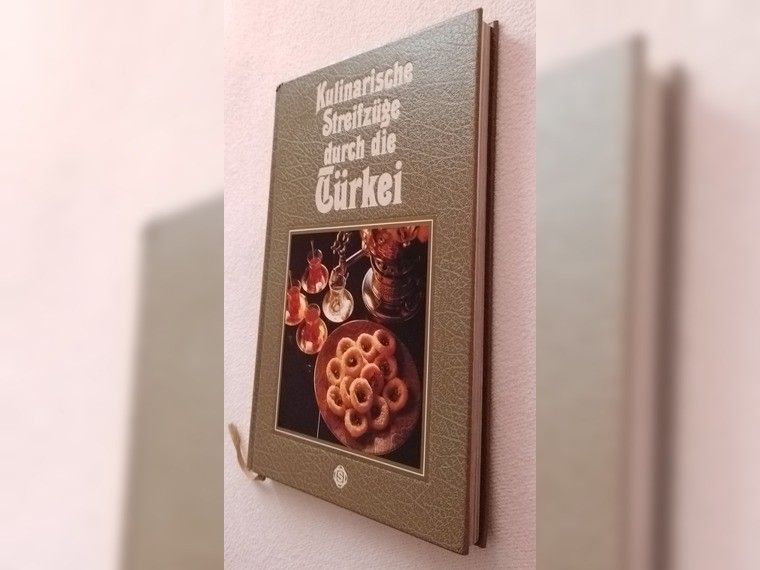 Kulinarische
Streifzüge
durch die
Türkei
S